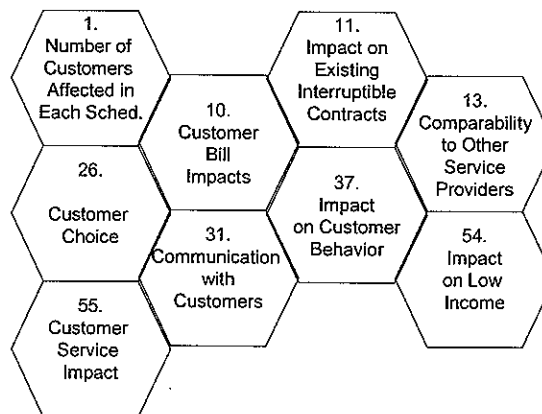 1.
Number of
Customers
Affected in
Each Sched.
26.
Customer
Choice
55.
Customer
Service
Impact
10.
Customer
Bill
Impacts
31.
Communication
with
Customers
11.
Impact on
Existing
Interruptible
Contracts
37.
Impact
on Customer
Behavior
13.
Comparability
to Other
Service
Providers
54.
Impact
on Low
Income